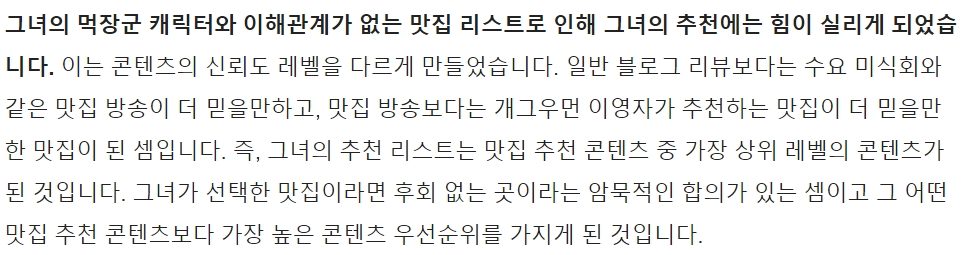 그녀의 먹장군 캐릭터와 이해관계가 없는 맛집 리스트로 인해 그녀의 추천에는 힘이 실리게 되었습
니다. 이는 콘텐츠의 신뢰도 레벨을 다르게 만들었습니다. 일반 블로그 리뷰보다는 수요 미식회와
같은 맛집 방송이 더 믿을만하고, 맛집 방송보다는 개그우먼 이영자가 추천하는 맛집이 더 믿을만
한 맛집이 된 셈입니다. 즉, 그녀의 추천 리스트는 맛집 추천 콘텐츠 중 가장 상위 레벨의 콘텐츠가
된 것입니다. 그녀가 선택한 맛집이라면 후회 없는 곳이라는 암묵적인 합의가 있는 셈이고 그 어떤
맛집 추천 콘텐츠보다 가장 높은 콘텐츠 우선순위를 가지게 된 것입니다.